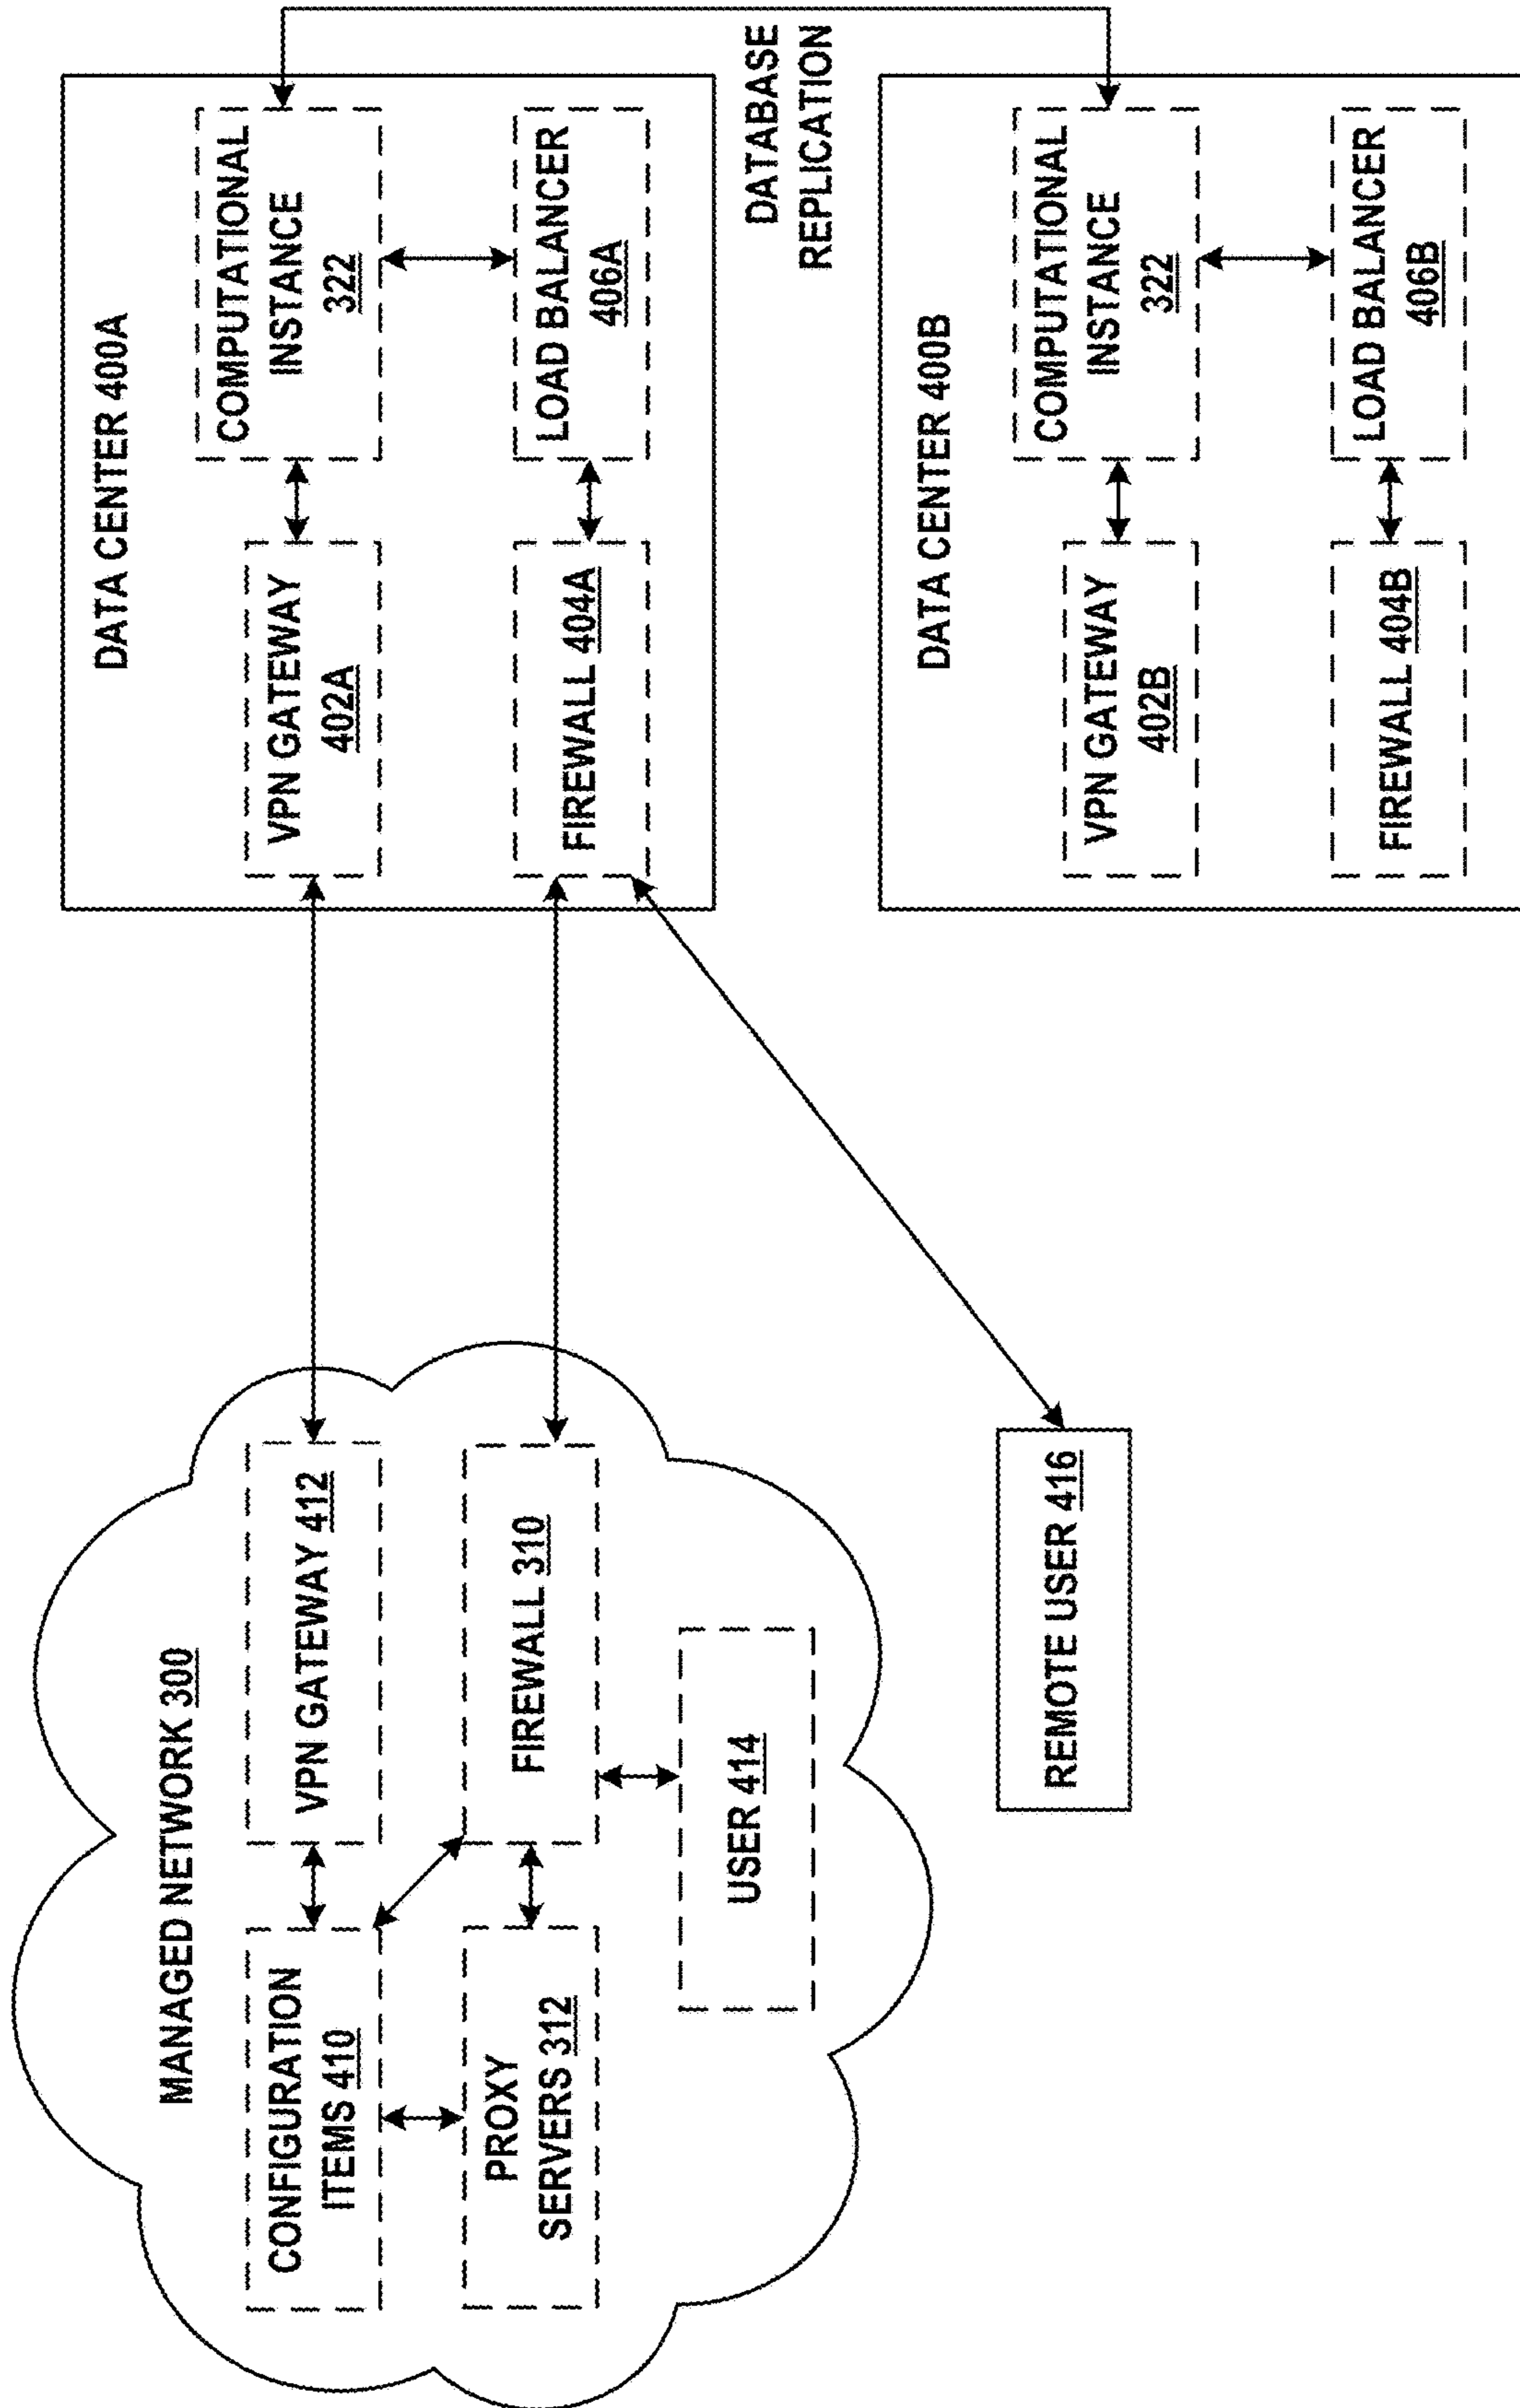 MANAGED NETWORK 300
CONFIGURATION
ITEMS 410
VPN GATEWAY 412
PROXY
SERVERS 312
FIREWALL 310
USER 414
REMOTE USER 416
DATA CENTER 400A
VPN GATEWAY
402A
COMPUTATIONAL
INSTANCE
322
FIREWALL 404A
LOAD BALANCER
406A
DATABASE
REPLICATION
DATA CENTER 400B
VPN GATEWAY
402B
COMPUTATIONAL
INSTANCE
322
FIREWALL 404B
LOAD BALANCER
406B